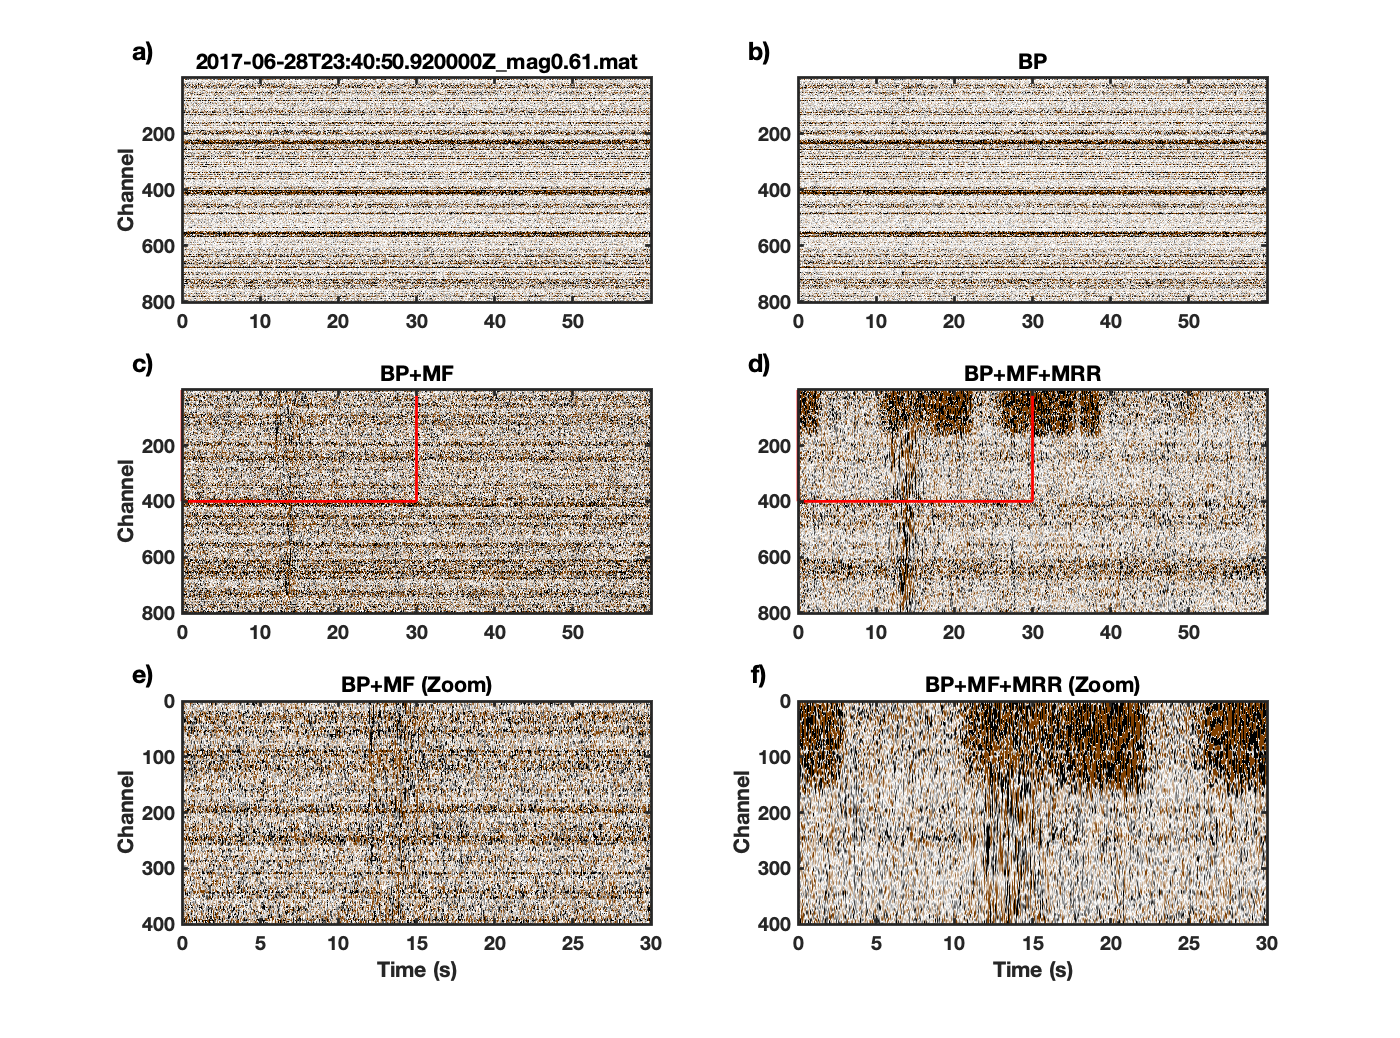 a)
2017-06-28T23:40:50.920000Z_mag0.61.mat
200
400
600
800
Channel
0 10 20 30 40 50
b)
BP
200
400
600
800
0 10 20 30 40 50
c)
BP+MF
200
400
600
800
Channel
0 10 20 30 40 50
d)
BP+MF+MRR
200
400
600
800
Channel
0 10 20 30 40 50
e)
BP+MF (Zoom)
0
100
200
300
400
Channel
0 5 10 15 20 25 30
Time (s)
f)
BP+MF+MRR (Zoom)
0
100
200
300
400
Channel
0 5 10 15 20 25 30
Time (s)